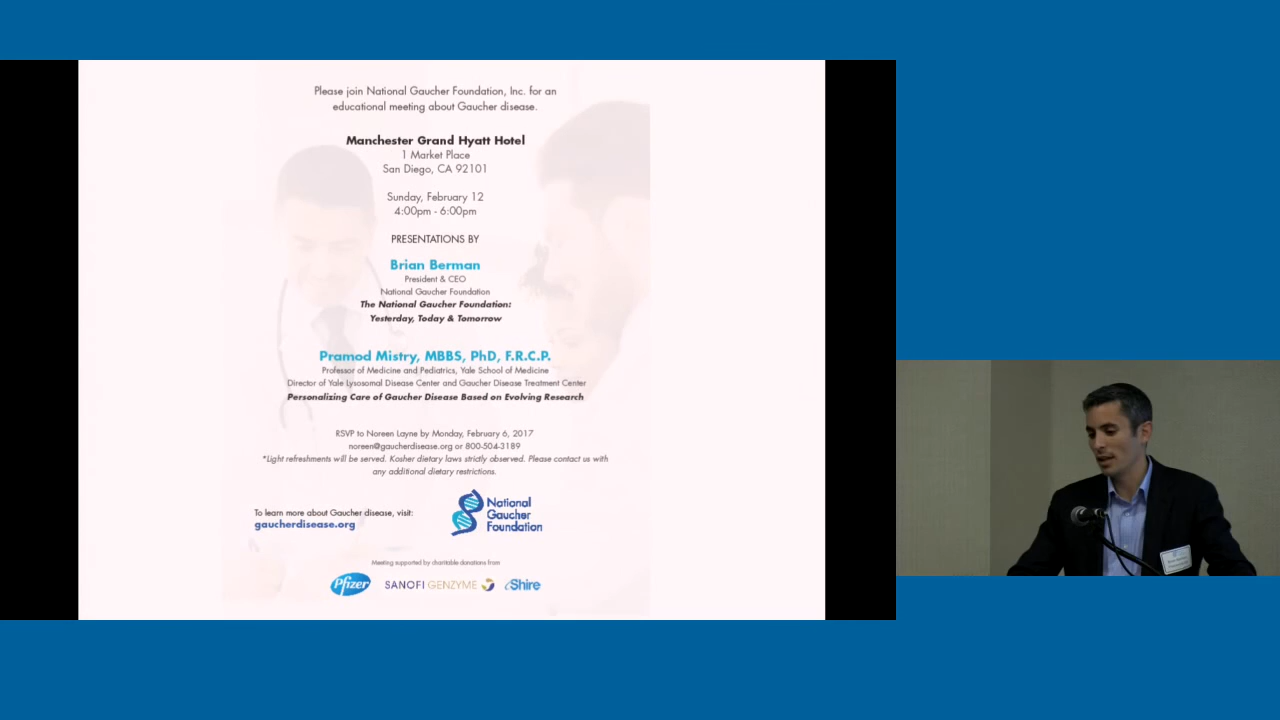 Please join National Gaucher Foundation, Inc. for an
educational meeting about Gaucher disease.
Manchester Grand Hyatt Hotel
1 Market Place
San Diego, CA 92101
Sunday, February 12
4:00pm - 6:00pm
PRESENTATIONS BY
Brian Berman
President & CEO
National Gaucher Foundation
The National Gaucher Foundation:
Yesterday, Today & Tomorrow
Pramod Mistry, MBBS, PhD, F.R.C.P.
Professor of Medicine and Pediatrics, Yale School of Medicine
Director of Yale Lysosomal Disease Center and Gaucher Disease Treatment Center
Personalizing Care of Gaucher Disease Based on Evolving Research
RSVP to Noreen Layne by Monday, February 6, 2017
noreen@gaucherdisease.org or 800-504-3189
*Light refreshments will be served. Kosher dietary laws strictly observed. Please contact us with
any additional dietary restrictions.
To learn more about Gaucher disease, visit:
gaucherdisease.org
National
Gaucher
Foundation
Meeting supported by charitable donations from
Pfizer SANOFI GENZYME Shire